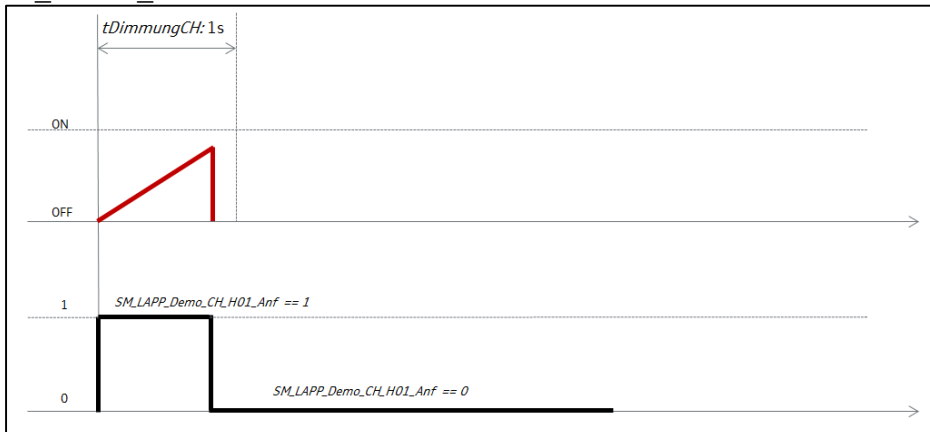 tDimmungCH: 1s
ON
OFF
1
SM_LAPP_Demo_CH_H01_Anf == 1
SM_LAPP_Demo_CH_H01_Anf == 0
0